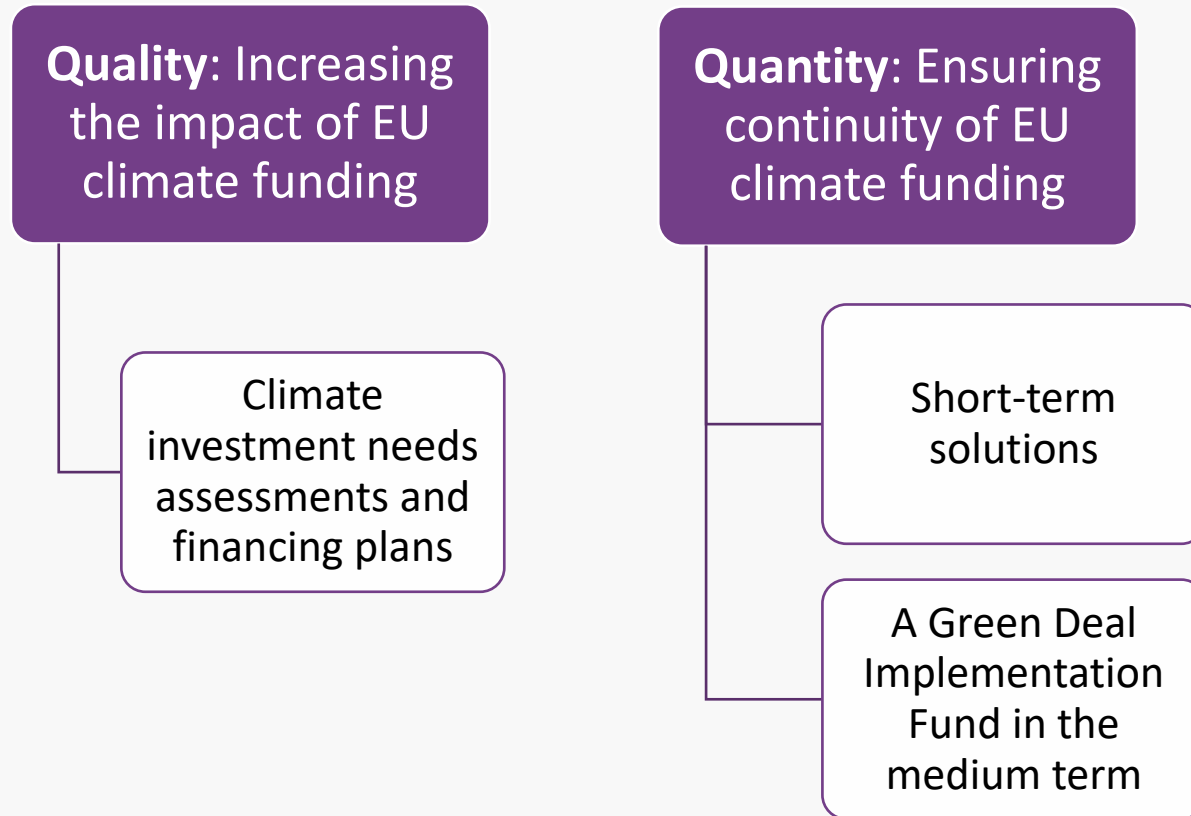 Quality: Increasing
the impact of EU
climate funding
Climate
investment needs
assessments and
financing plans
Quantity: Ensuring
continuity of EU
climate funding
Short-term
solutions
A Green Deal
Implementation
Fund in the
medium term